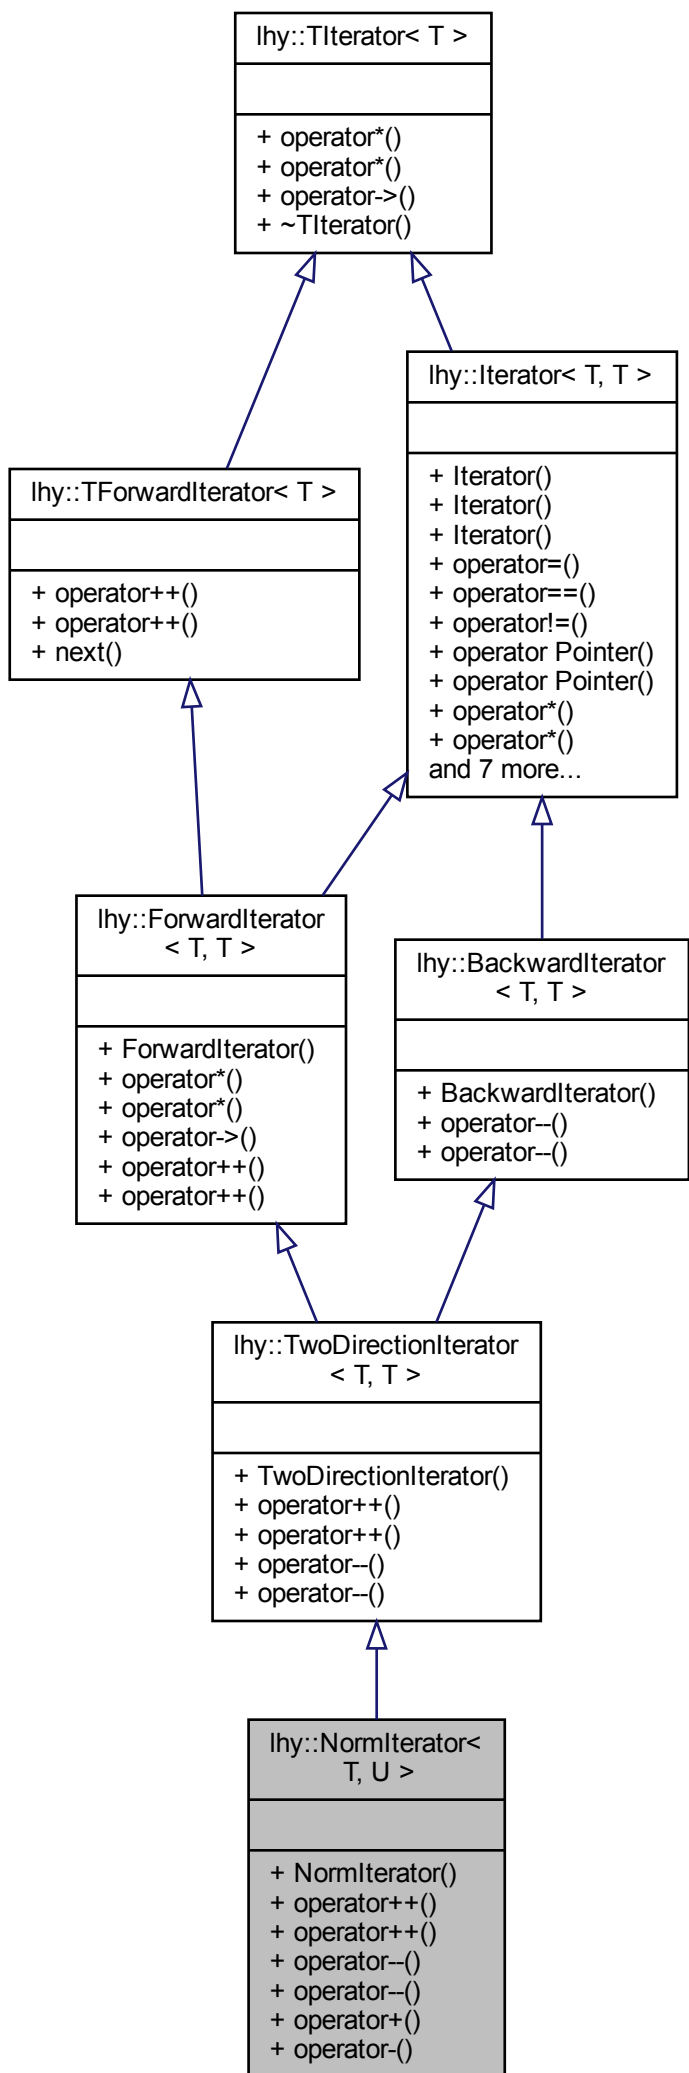 lhy::TIterator< T >
+ operator*()
+ operator*()
+ operator->()
+ ~TIterator()
lhy::Iterator< T, T >
+ Iterator()
+ Iterator()
+ Iterator()
+ operator=()
+ operator==()
+ operator!=()
+ operator Pointer()
+ operator Pointer()
+ operator*()
+ operator*()
and 7 more...
lhy::TForwardIterator< T >
+ operator++()
+ operator++()
+ next()
lhy::ForwardIterator
< T, T >
+ ForwardIterator()
+ operator*()
+ operator*()
+ operator->()
+ operator++()
+ operator++()
lhy::BackwardIterator
< T, T >
+ BackwardIterator()
+ operator--()
+ operator--()
lhy::TwoDirectionIterator
< T, T >
+ TwoDirectionIterator()
+ operator++()
+ operator++()
+ operator--()
+ operator--()
lhy::NormIterator<
T, U >
+ NormIterator()
+ operator++()
+ operator++()
+ operator--()
+ operator--()
+ operator+()
+ operator-()